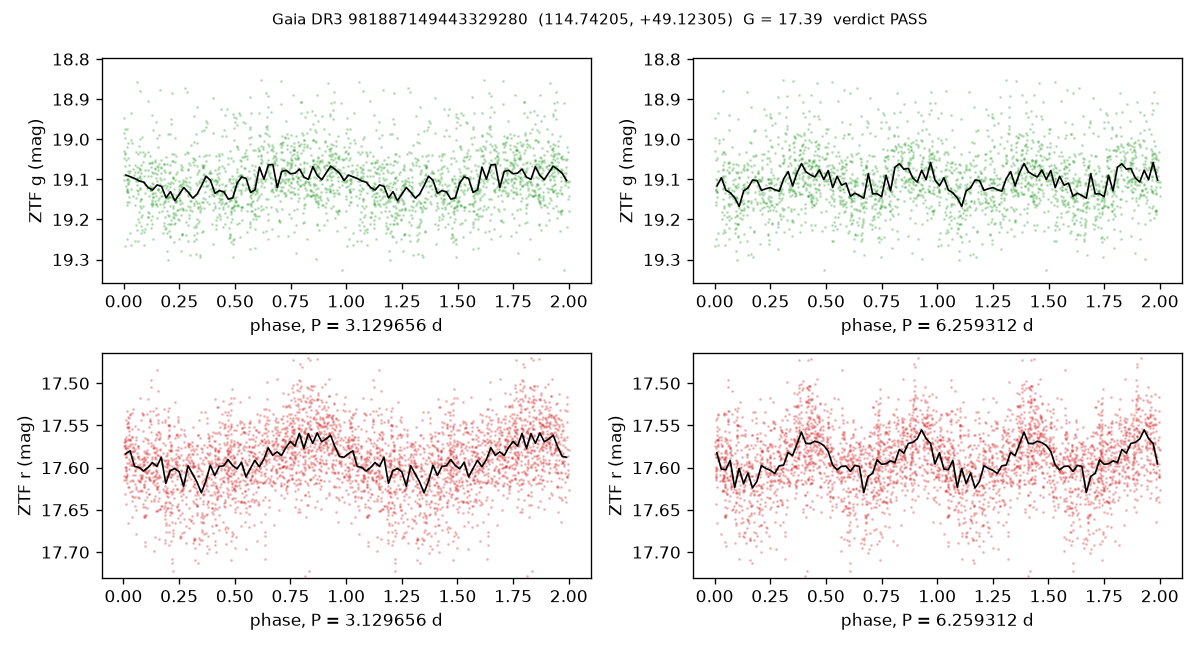 Gaia DR3 981887149443329280 (114.74205, +49.12305) G = 17.39 verdict PASS
18.8
18.9
19.0
19.1
19.2
19.3
ZTF g (mag)
0.00 0.25 0.50 0.75 1.00 1.25 1.50 1.75 2.00
phase, P = 3.129656 d
18.8
18.9
19.0
19.1
19.2
19.3
ZTF g (mag)
0.00 0.25 0.50 0.75 1.00 1.25 1.50 1.75 2.00
phase, P = 6.259312 d
17.50
17.55
17.60
17.65
17.70
ZTF r (mag)
0.00 0.25 0.50 0.75 1.00 1.25 1.50 1.75 2.00
phase, P = 3.129656 d
17.50
17.55
17.60
17.65
17.70
ZTF r (mag)
0.00 0.25 0.50 0.75 1.00 1.25 1.50 1.75 2.00
phase, P = 6.259312 d